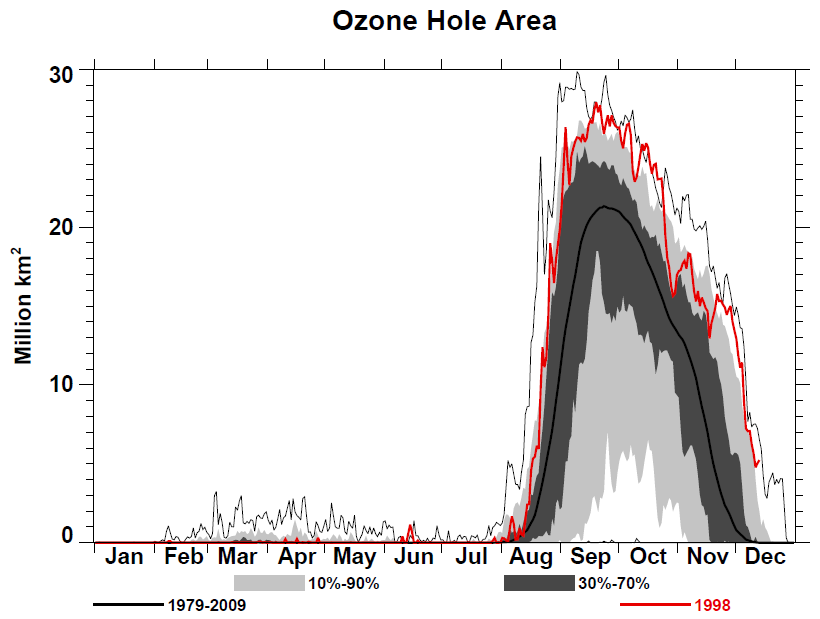 Ozone Hole Area
30
20
10
0
Million km²
Jan Feb Mar Apr May Jun Jul Aug Sep Oct Nov Dec
10%-90% 30%-70%
1979-2009 1998